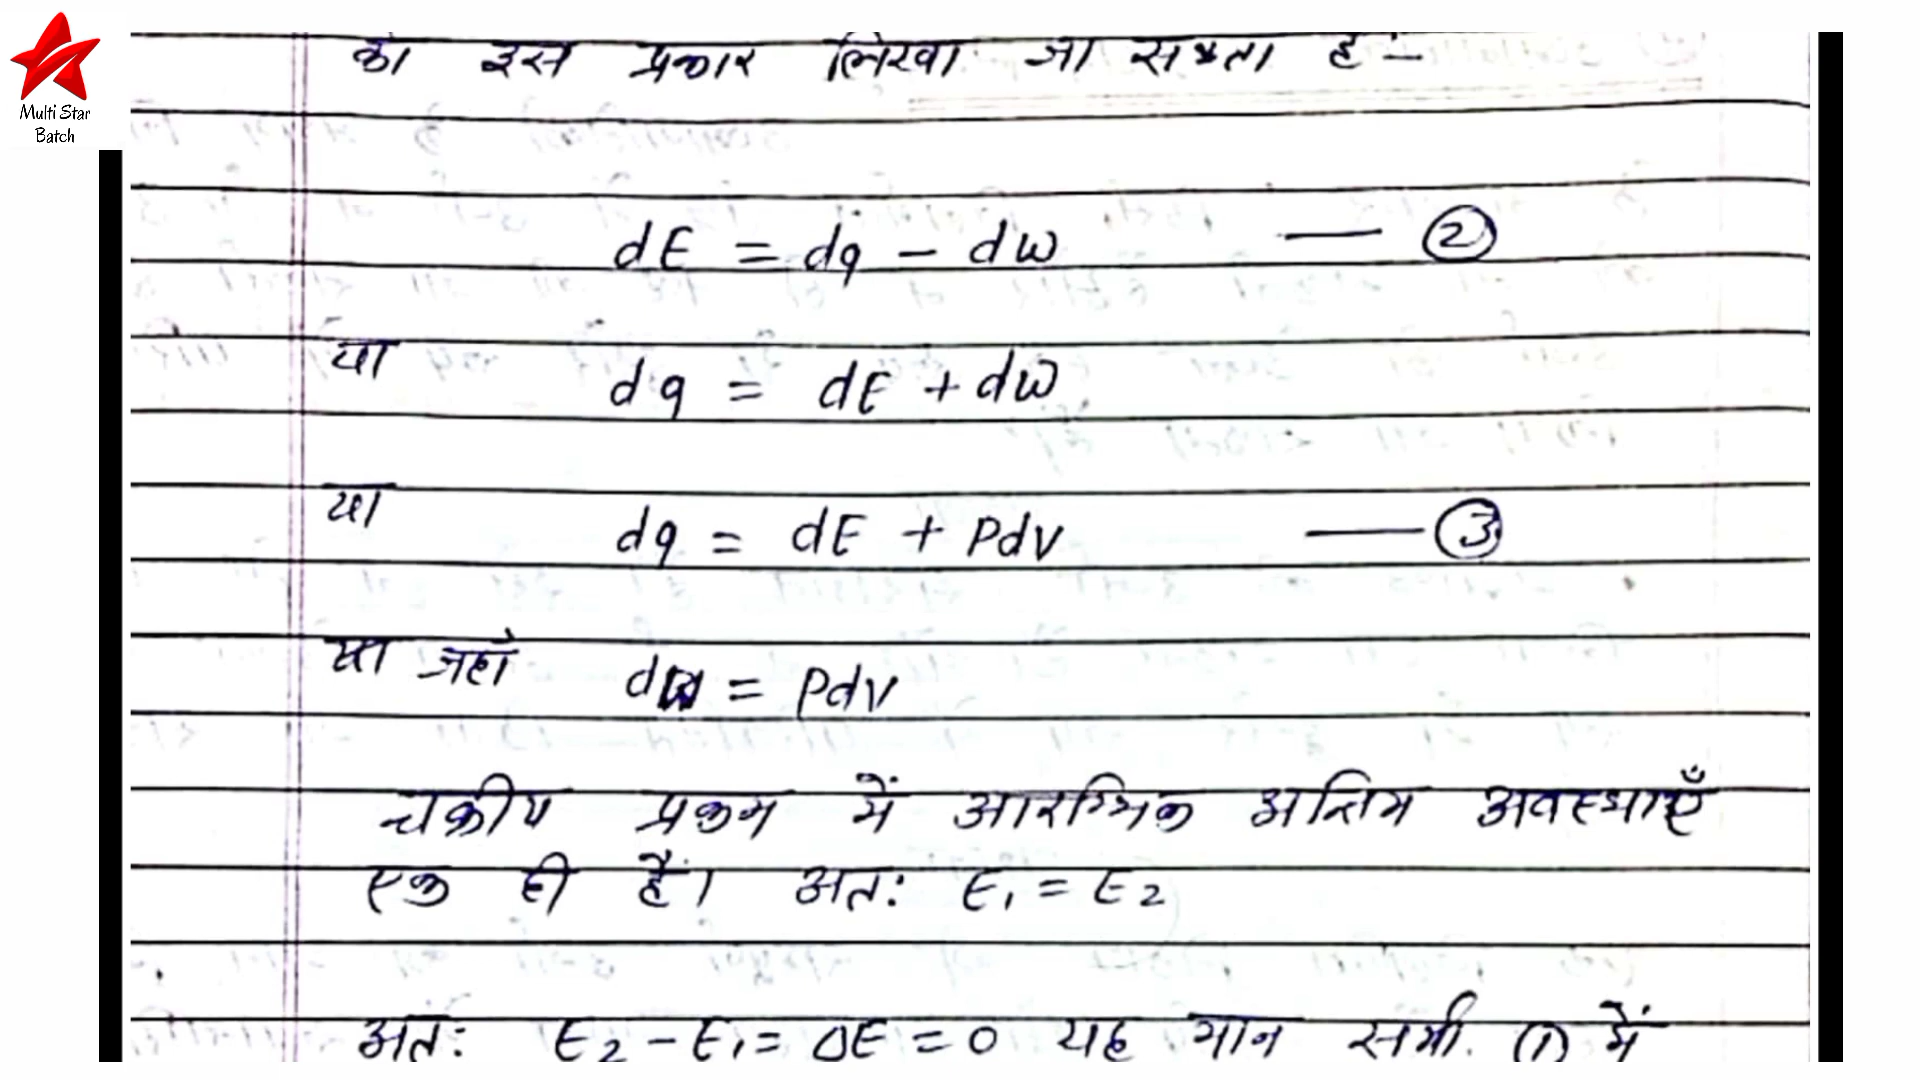 Multi Star
Batch
को इस प्रकार लिखा जा सकता है -
dE = dq - dw — ②
या dq = dE + dw
या dq = dE + PdV — ③
या जहाँ dw = PdV
चक्रीय प्रक्रम में आरम्भिक अन्तिम अवस्थाएँ
एक ही हैं। अतः E₁ = E₂
अतः E₂ - E₁ = ΔE = 0 यह मान समी. (1) में